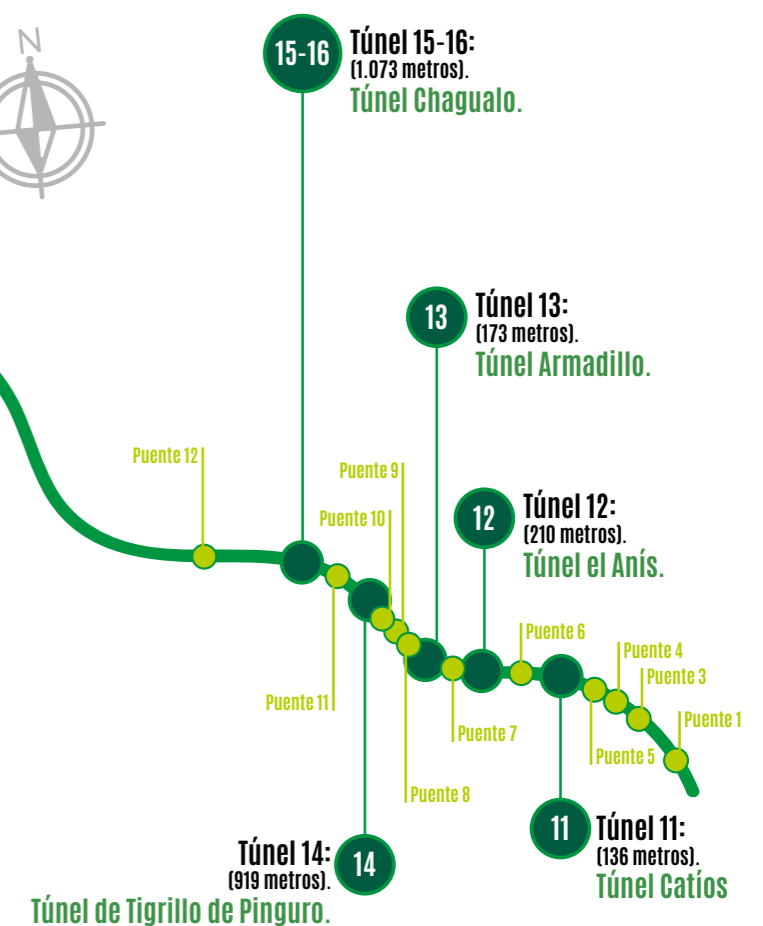 N
15-16
Túnel 15-16:
(1.073 metros).
Túnel Chagualo.
13
Túnel 13:
(173 metros).
Túnel Armadillo.
Puente 12
Puente 9
Puente 10
12
Túnel 12:
(210 metros).
Túnel el Anís.
Puente 6
Puente 4
Puente 3
Puente 1
Puente 11
Puente 7
Puente 5
Puente 8
11
Túnel 11:
(136 metros).
Túnel Catíos
Túnel 14:
(919 metros).
14
Túnel de Tigrillo de Pinguro.